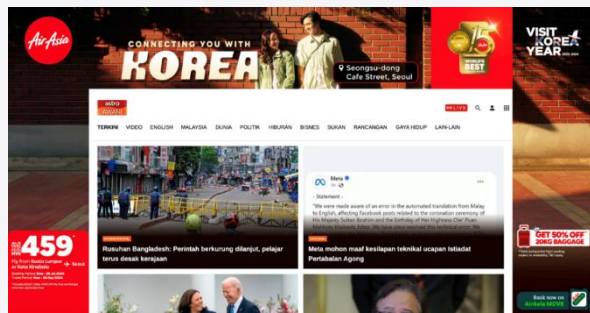 AirAsia
CONNECTING YOU WITH
KOREA
Seongsu-dong
Cafe Street, Seoul
15
WORLD'S
BEST
VISIT
KOREA
YEAR
astro
AWANI
LIVE
TERKINI VIDEO ENGLISH MALAYSIA DUNIA POLITIK HIBURAN BISNES SUKAN RANCANGAN GAYA HIDUP LAIN-LAIN
Rusuhan Bangladesh: Perintah berkurung dilanjut, pelajar
terus desak kerajaan
Meta
- Statement -
"We were made aware of an error in the automated translation from Malay
to English, affecting Facebook posts related to the coronation ceremony of
His Majesty Sultan Ibrahim and the birthday of Her Highness Che' Puan
Meta mohon maaf kesilapan teknikal ucapan Istiadat
Pertabalan Agong
459
Fly from Kuala Lumpur
or Kota Kinabalu
Seoul
GET 50% OFF
20KG BAGGAGE
Book now on
AirAsia MOVE